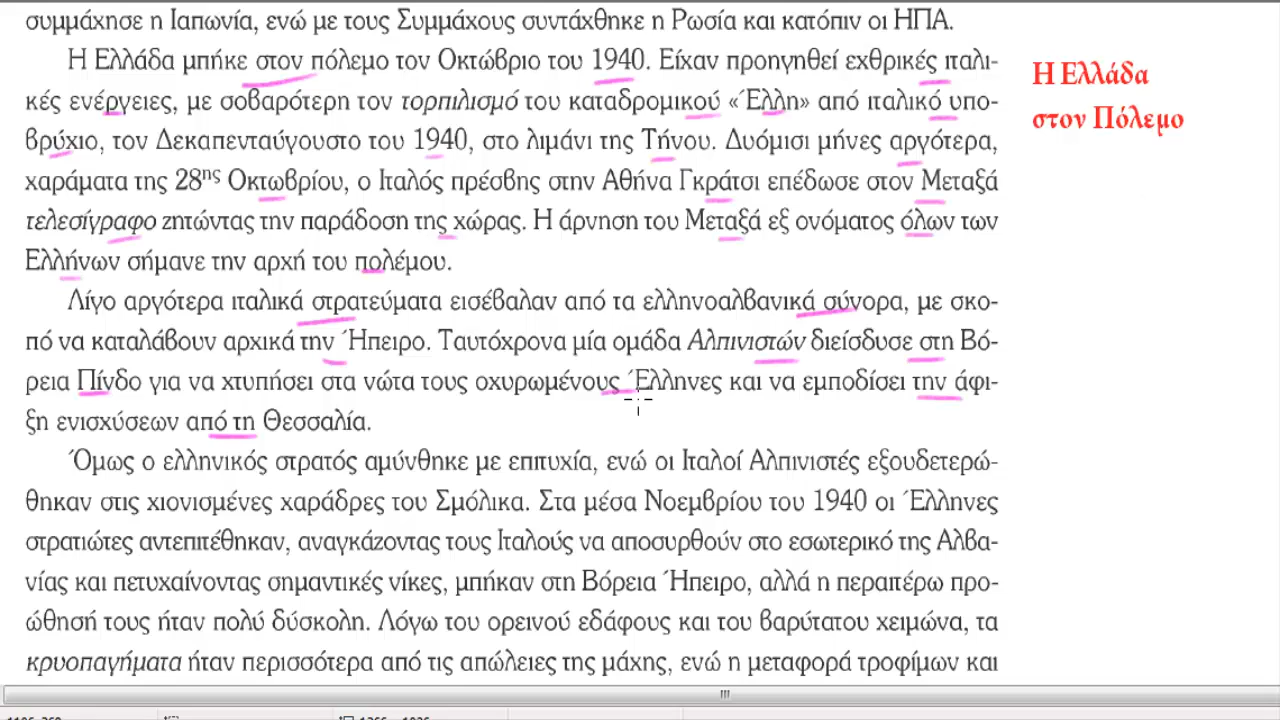 συμμάχησε η Ιαπωνία, ενώ με τους Συμμάχους συντάχθηκε η Ρωσία και κατόπιν οι ΗΠΑ.
Η Ελλάδα μπήκε στον πόλεμο τον Οκτώβριο του 1940. Είχαν προηγηθεί εχθρικές ιταλι-
κές ενέργειες, με σοβαρότερη τον τορπιλισμό του καταδρομικού «Έλλη» από ιταλικό υπο-
βρύχιο, τον Δεκαπενταύγουστο του 1940, στο λιμάνι της Τήνου. Δυόμισι μήνες αργότερα,
χαράματα της 28ης Οκτωβρίου, ο Ιταλός πρέσβης στην Αθήνα Γκράτσι επέδωσε στον Μεταξά
τελεσίγραφο ζητώντας την παράδοση της χώρας. Η άρνηση του Μεταξά εξ ονόματος όλων των
Ελλήνων σήμανε την αρχή του πολέμου.
Λίγο αργότερα ιταλικά στρατεύματα εισέβαλαν από τα ελληνοαλβανικά σύνορα, με σκο-
πό να καταλάβουν αρχικά την Ήπειρο. Ταυτόχρονα μία ομάδα Αλπινιστών διείσδυσε στη Βό-
ρεια Πίνδο για να χτυπήσει στα νώτα τους οχυρωμένους Έλληνες και να εμποδίσει την άφι-
ξη ενισχύσεων από τη Θεσσαλία.
Όμως ο ελληνικός στρατός αμύνθηκε με επιτυχία, ενώ οι Ιταλοί Αλπινιστές εξουδετερώ-
θηκαν στις χιονισμένες χαράδρες του Σμόλικα. Στα μέσα Νοεμβρίου του 1940 οι Έλληνες
στρατιώτες αντεπιτέθηκαν, αναγκάζοντας τους Ιταλούς να αποσυρθούν στο εσωτερικό της Αλβα-
νίας και πετυχαίνοντας σημαντικές νίκες, μπήκαν στη Βόρεια Ήπειρο, αλλά η περαιτέρω προ-
ώθησή τους ήταν πολύ δύσκολη. Λόγω του ορεινού εδάφους και του βαρύτατου χειμώνα, τα
κρυοπαγήματα ήταν περισσότερα από τις απώλειες της μάχης, ενώ η μεταφορά τροφίμων και
Η Ελλάδα
στον Πόλεμο